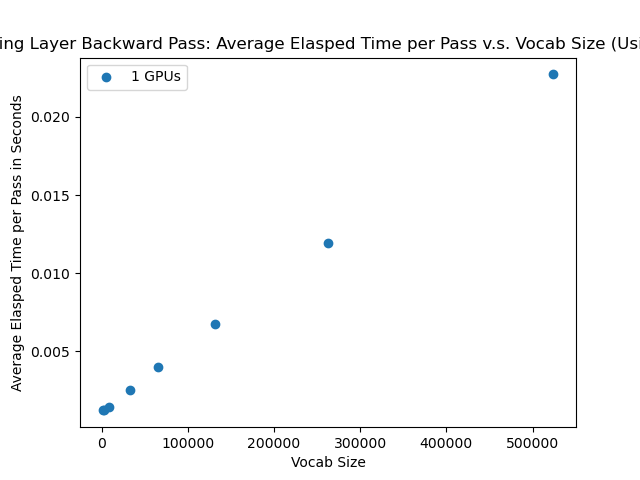 ing Layer Backward Pass: Average Elasped Time per Pass v.s. Vocab Size (Usi
1 GPUs
Average Elasped Time per Pass in Seconds
0.020
0.015
0.010
0.005
0 100000 200000 300000 400000 500000
Vocab Size